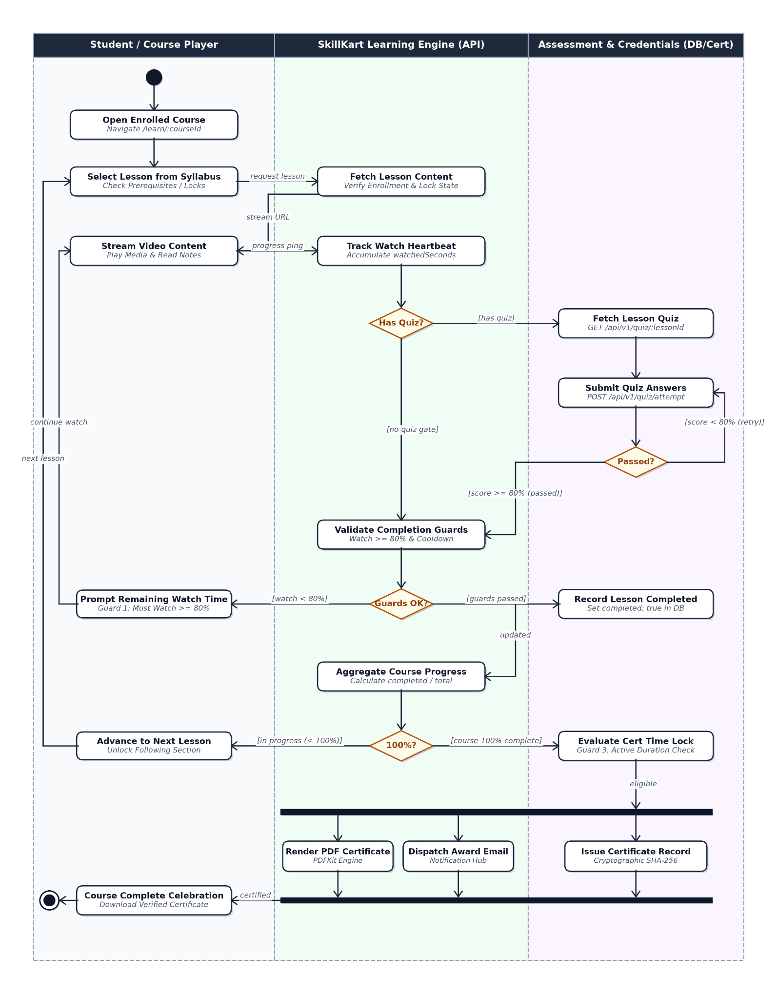 Student / Course Player
SkillKart Learning Engine (API)
Assessment & Credentials (DB/Cert)
Open Enrolled Course
Navigate /learn/:courseId
Select Lesson from Syllabus
Check Prerequisites / Locks
request lesson
Fetch Lesson Content
Verify Enrollment & Lock State
stream URL
Stream Video Content
Play Media & Read Notes
progress ping
Track Watch Heartbeat
Accumulate watchedSeconds
Has Quiz?
[has quiz]
Fetch Lesson Quiz
GET /api/v1/quiz/:lessonId
Submit Quiz Answers
POST /api/v1/quiz/attempt
continue watch
[no quiz gate]
[score < 80% (retry)]
next lesson
Passed?
[score >= 80% (passed)]
Validate Completion Guards
Watch >= 80% & Cooldown
Prompt Remaining Watch Time
Guard 1: Must Watch >= 80%
[watch < 80%]
Guards OK?
[guards passed]
Record Lesson Completed
Set completed: true in DB
updated
Aggregate Course Progress
Calculate completed / total
Advance to Next Lesson
Unlock Following Section
[in progress (< 100%)]
100%?
[course 100% complete]
Evaluate Cert Time Lock
Guard 3: Active Duration Check
eligible
Render PDF Certificate
PDFKit Engine
Dispatch Award Email
Notification Hub
Issue Certificate Record
Cryptographic SHA-256
Course Complete Celebration
Download Verified Certificate
certified